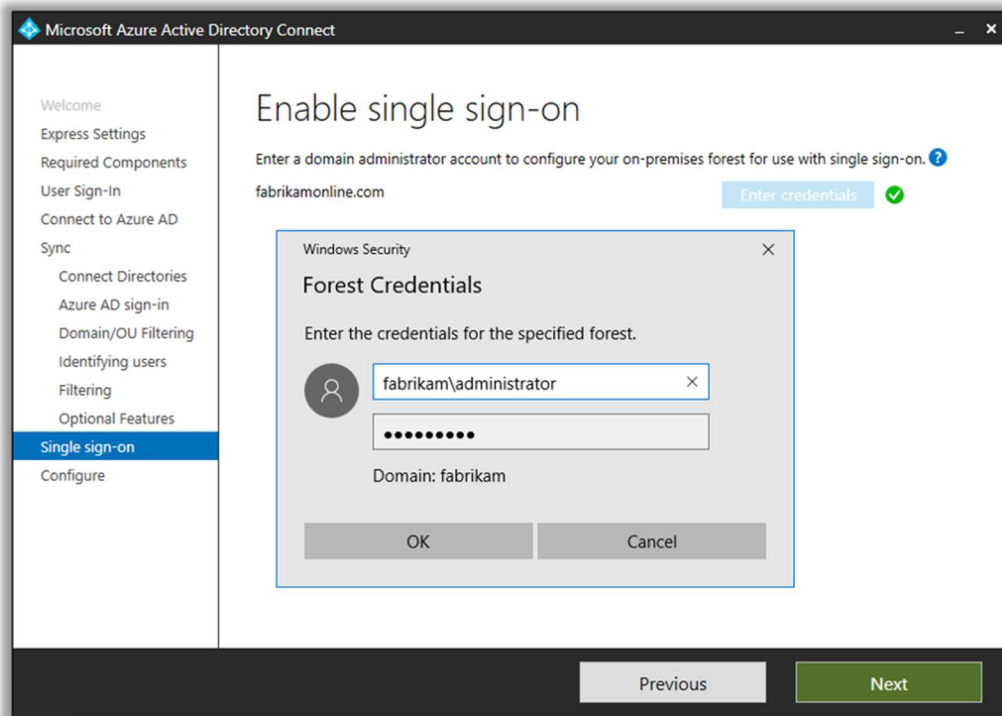 Microsoft Azure Active Directory Connect
Welcome
Express Settings
Required Components
User Sign-In
Connect to Azure AD
Sync
Connect Directories
Azure AD sign-in
Domain/OU Filtering
Identifying users
Filtering
Optional Features
Single sign-on
Configure
Enable single sign-on
Enter a domain administrator account to configure your on-premises forest for use with single sign-on. ?
fabrikamonline.com
Enter credentials
Windows Security
Forest Credentials
Enter the credentials for the specified forest.
fabrikam\administrator
●●●●●●●●●
Domain: fabrikam
OK
Cancel
Previous
Next